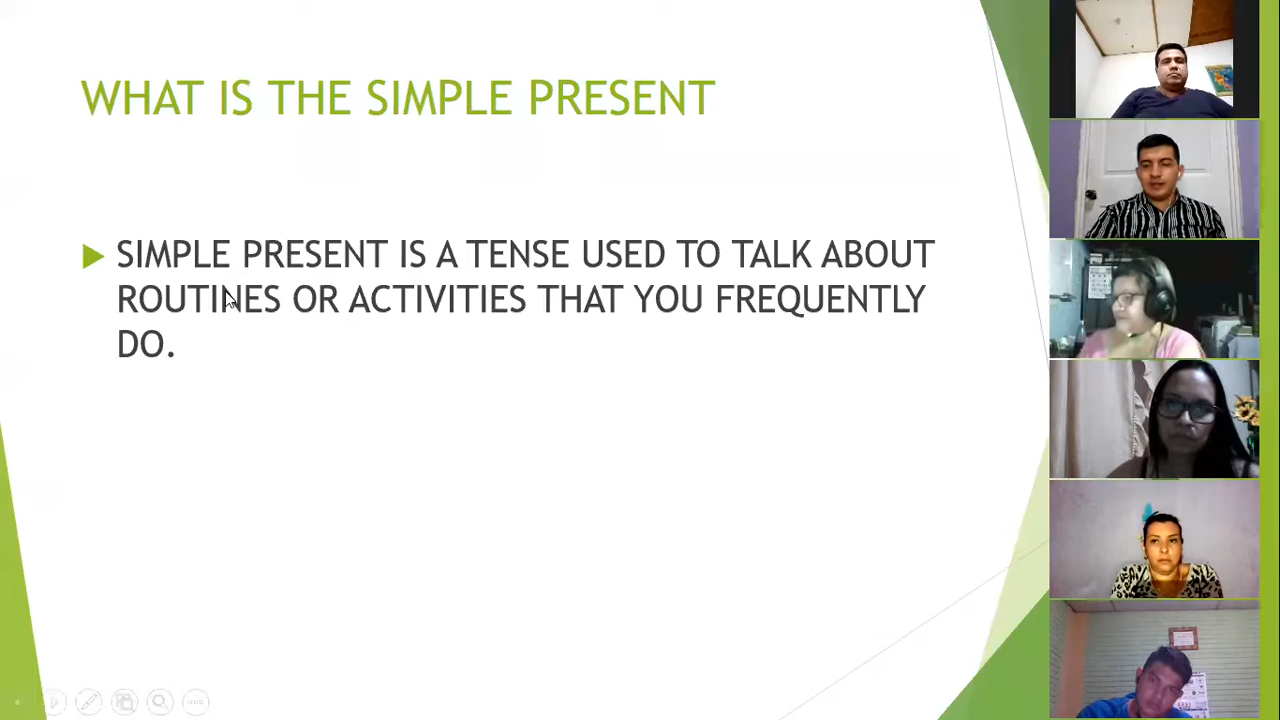 WHAT IS THE SIMPLE PRESENT
SIMPLE PRESENT IS A TENSE USED TO TALK ABOUT
ROUTINES OR ACTIVITIES THAT YOU FREQUENTLY
DO.